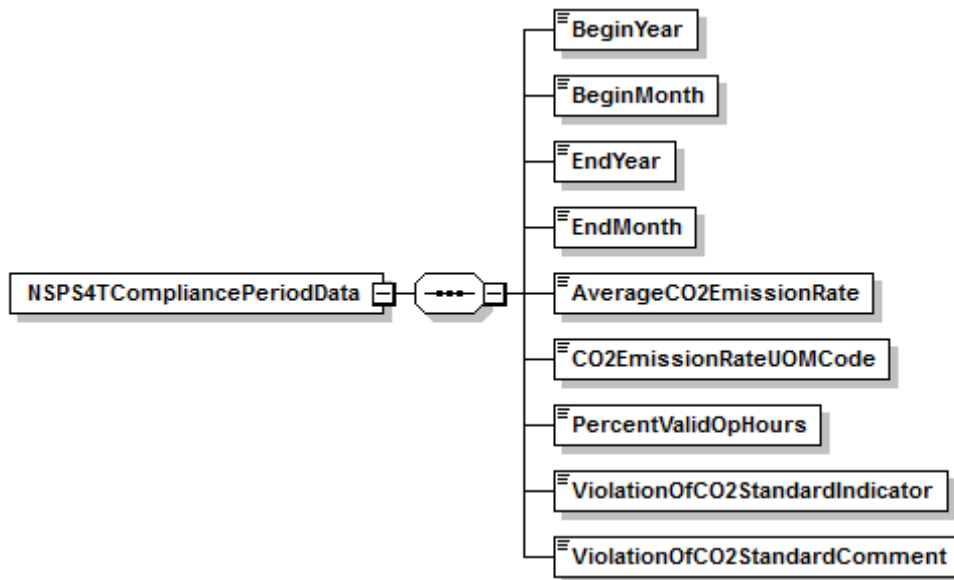 BeginYear
BeginMonth
EndYear
EndMonth
NSPS4TCompliancePeriodData
AverageCO2EmissionRate
CO2EmissionRateUOMCode
PercentValidOpHours
ViolationOfCO2StandardIndicator
ViolationOfCO2StandardComment